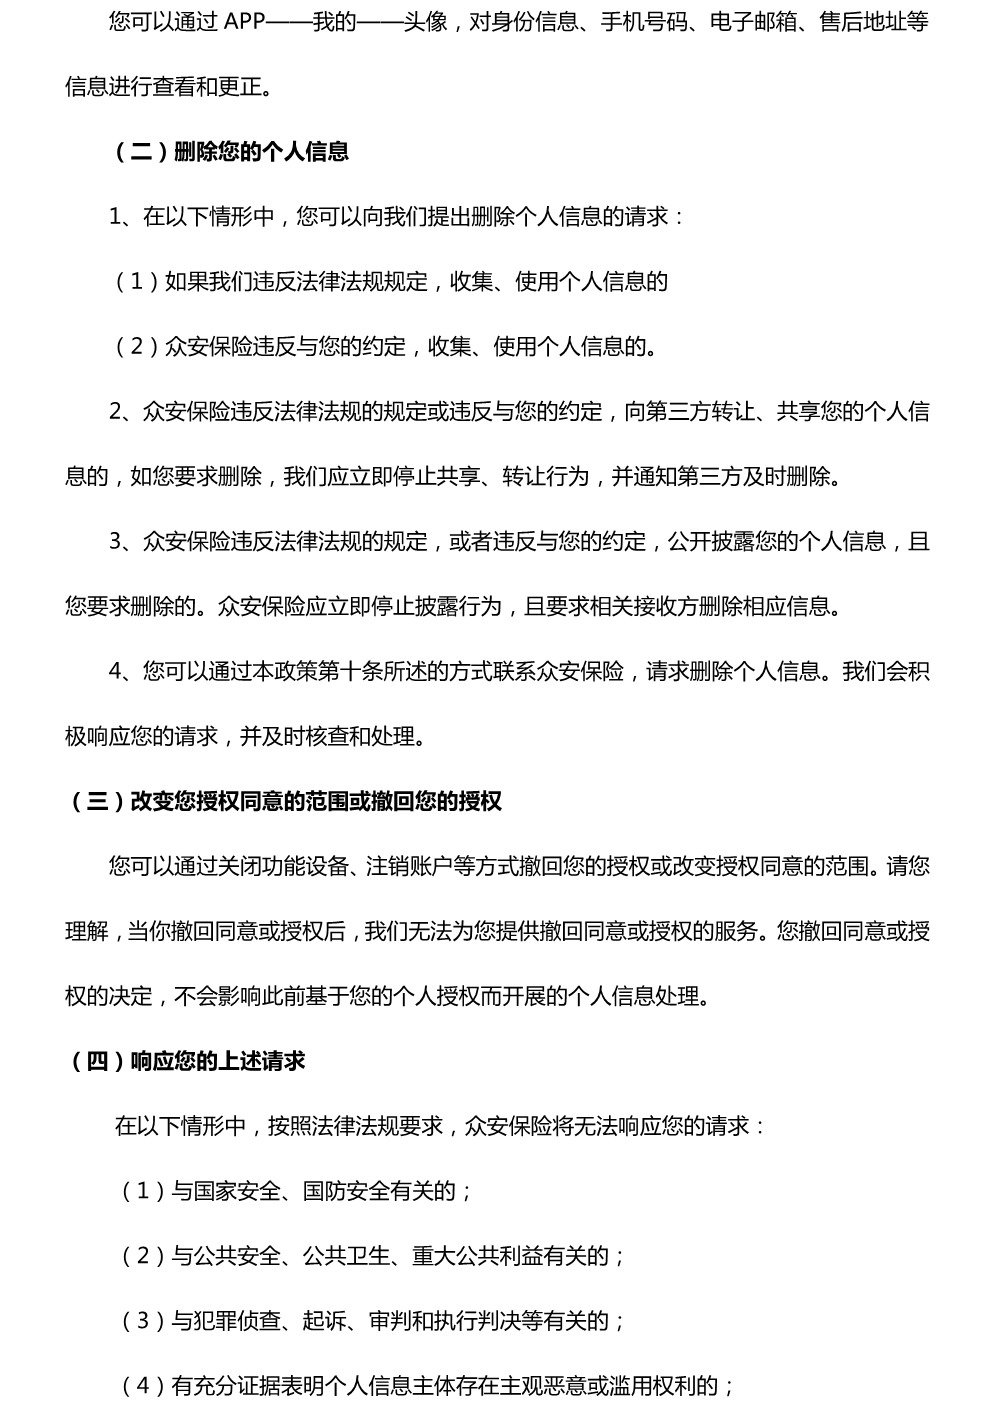 您可以通过 APP——我的——头像，对身份信息、手机号码、电子邮箱、售后地址等
信息进行查看和更正。
（二）删除您的个人信息
1、在以下情形中，您可以向我们提出删除个人信息的请求：
（1）如果我们违反法律法规规定，收集、使用个人信息的
（2）众安保险违反与您的约定，收集、使用个人信息的。
2、众安保险违反法律法规的规定或违反与您的约定，向第三方转让、共享您的个人信
息的，如您要求删除，我们应立即停止共享、转让行为，并通知第三方及时删除。
3、众安保险违反法律法规的规定，或者违反与您的约定，公开披露您的个人信息，且
您要求删除的。众安保险应立即停止披露行为，且要求相关接收方删除相应信息。
4、您可以通过本政策第十条所述的方式联系众安保险，请求删除个人信息。我们会积
极响应您的请求，并及时核查和处理。
（三）改变您授权同意的范围或撤回您的授权
您可以通过关闭功能设备、注销账户等方式撤回您的授权或改变授权同意的范围。请您
理解，当你撤回同意或授权后，我们无法为您提供撤回同意或授权的服务。您撤回同意或授
权的决定，不会影响此前基于您的个人授权而开展的个人信息处理。
（四）响应您的上述请求
在以下情形中，按照法律法规要求，众安保险将无法响应您的请求：
（1）与国家安全、国防安全有关的；
（2）与公共安全、公共卫生、重大公共利益有关的；
（3）与犯罪侦查、起诉、审判和执行判决等有关的；
（4）有充分证据表明个人信息主体存在主观恶意或滥用权利的；